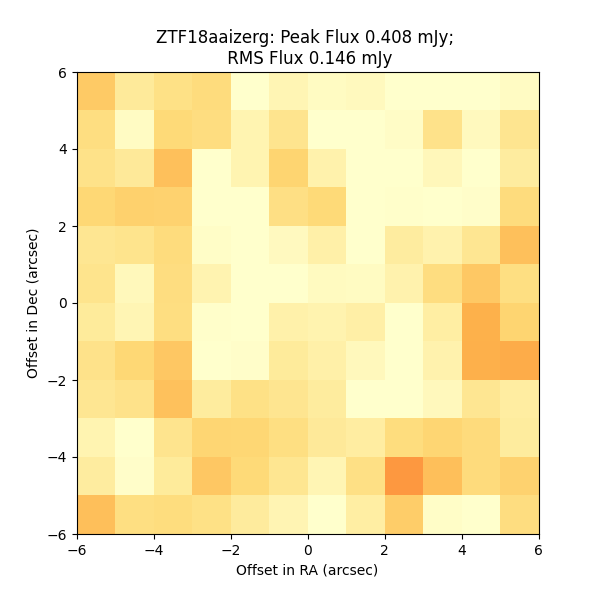 ZTF18aaizerg: Peak Flux 0.408 mJy;
RMS Flux 0.146 mJy
6
4
2
0
−2
−4
−6
Offset in Dec (arcsec)
−6 −4 −2 0 2 4 6
Offset in RA (arcsec)